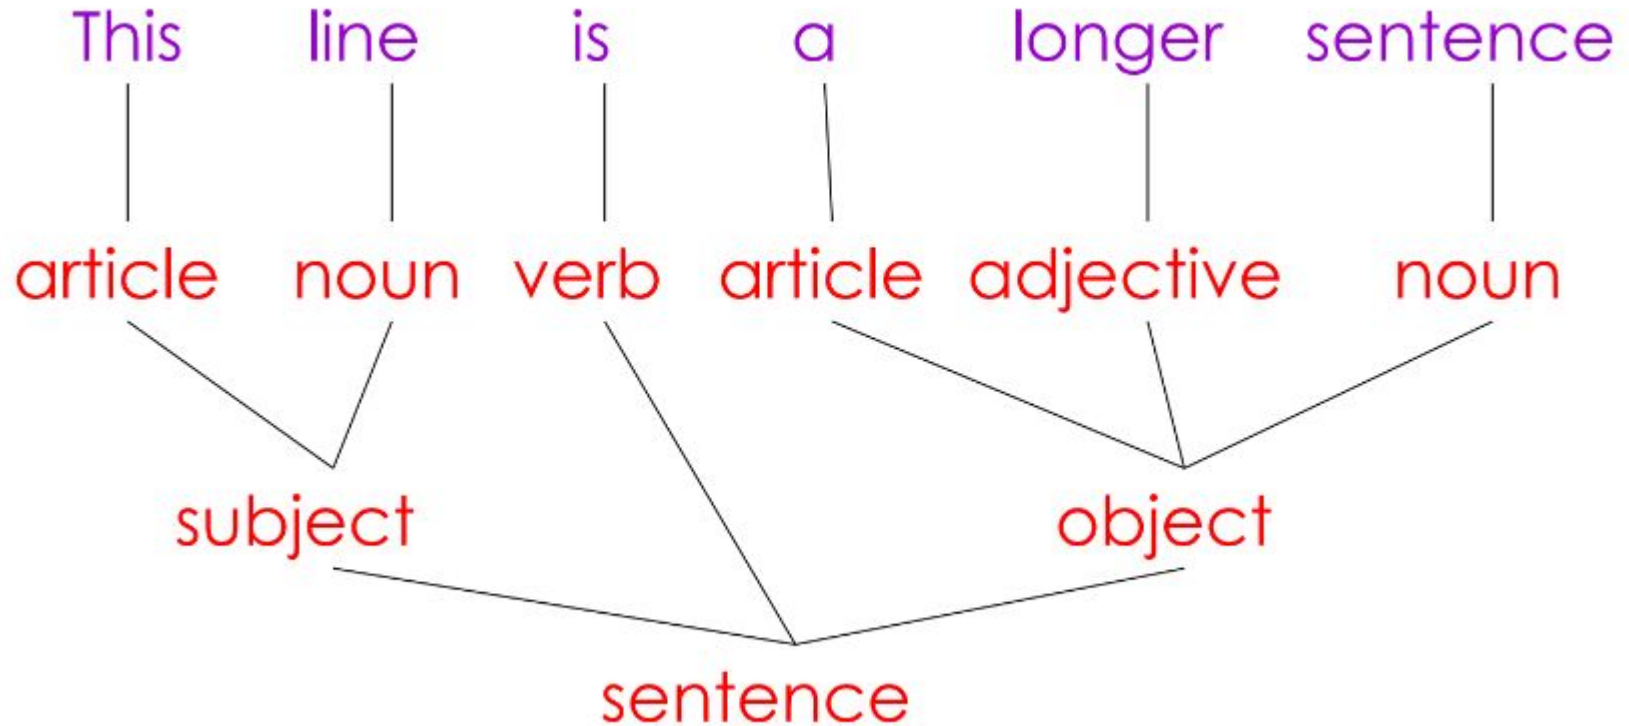 This line is a longer sentence
article noun verb article adjective noun
subject object
sentence